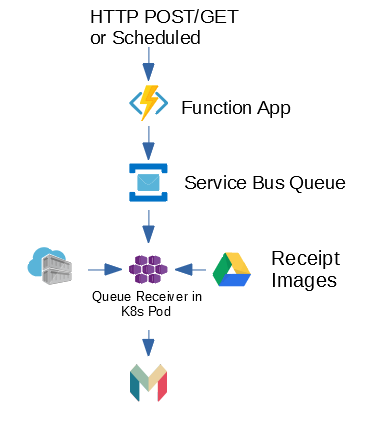 HTTP POST/GET
or Scheduled
Function App
Service Bus Queue
Receipt
Images
Queue Receiver in
K8s Pod